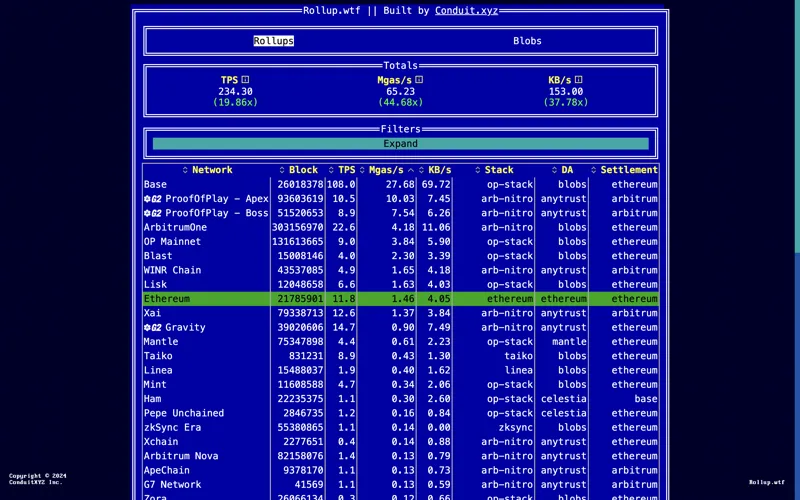 Rollup.wtf || Built by Conduit.xyz
Rollups Blobs
Totals
TPS Mgas/s KB/s
234.30 65.23 153.00
(19.86x) (44.68x) (37.78x)
Filters
Expand
Network Block TPS Mgas/s KB/s Stack DA Settlement
Base 26018378 108.0 27.68 69.72 op-stack blobs ethereum
G2 ProofOfPlay – Apex 93603619 10.5 10.03 7.45 arb-nitro anytrust arbitrum
G2 ProofOfPlay – Boss 51520653 8.9 7.54 6.26 arb-nitro anytrust arbitrum
ArbitrumOne 303156970 22.6 4.18 11.06 arb-nitro blobs ethereum
OP Mainnet 131613665 9.0 3.84 5.90 op-stack blobs ethereum
Blast 15008146 4.0 2.30 3.39 op-stack blobs ethereum
WINR Chain 43537085 4.9 1.65 4.18 arb-nitro anytrust arbitrum
Lisk 12048658 6.6 1.63 4.03 op-stack blobs ethereum
Ethereum 21785901 11.8 1.46 4.05 ethereum ethereum ethereum
Xai 79338713 12.6 1.37 3.84 arb-nitro anytrust arbitrum
G2 Gravity 39020606 14.7 0.90 7.49 arb-nitro anytrust ethereum
Mantle 75347898 4.4 0.61 2.23 op-stack mantle ethereum
Taiko 831231 8.9 0.43 1.30 taiko blobs ethereum
Linea 15488037 1.9 0.40 1.62 linea blobs ethereum
Mint 11608588 4.7 0.34 2.06 op-stack blobs ethereum
Ham 22235375 1.1 0.30 2.60 op-stack celestia base
Pepe Unchained 2846735 1.2 0.16 0.84 op-stack celestia ethereum
zkSync Era 55380865 1.1 0.14 0.00 zksync blobs ethereum
Xchain 2277651 0.4 0.14 0.88 arb-nitro anytrust ethereum
Arbitrum Nova 82158076 1.4 0.13 0.79 arb-nitro anytrust ethereum
ApeChain 9378170 1.1 0.13 0.73 arb-nitro anytrust arbitrum
G7 Network 41569 1.1 0.13 0.59 arb-nitro anytrust arbitrum
Zora 26066134 0.3 0.12 0.66 op-stack blobs ethereum
Copyright © 2024
ConduitXYZ Inc.
Rollup.wtf